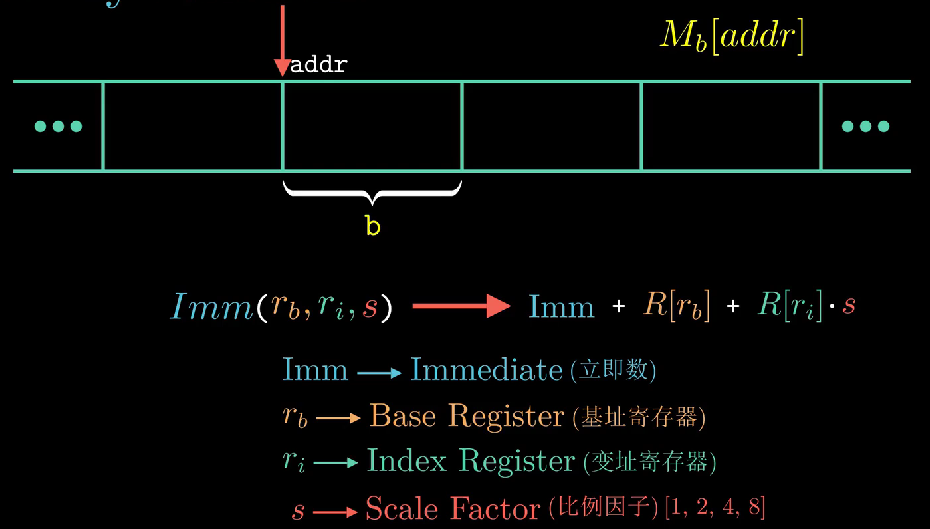 M_b[addr]
addr
b
Imm(r_b,r_i,s) → Imm + R[r_b] + R[r_i]·s
Imm → Immediate (立即数)
r_b → Base Register (基址寄存器)
r_i → Index Register (变址寄存器)
s → Scale Factor (比例因子) [1, 2, 4, 8]